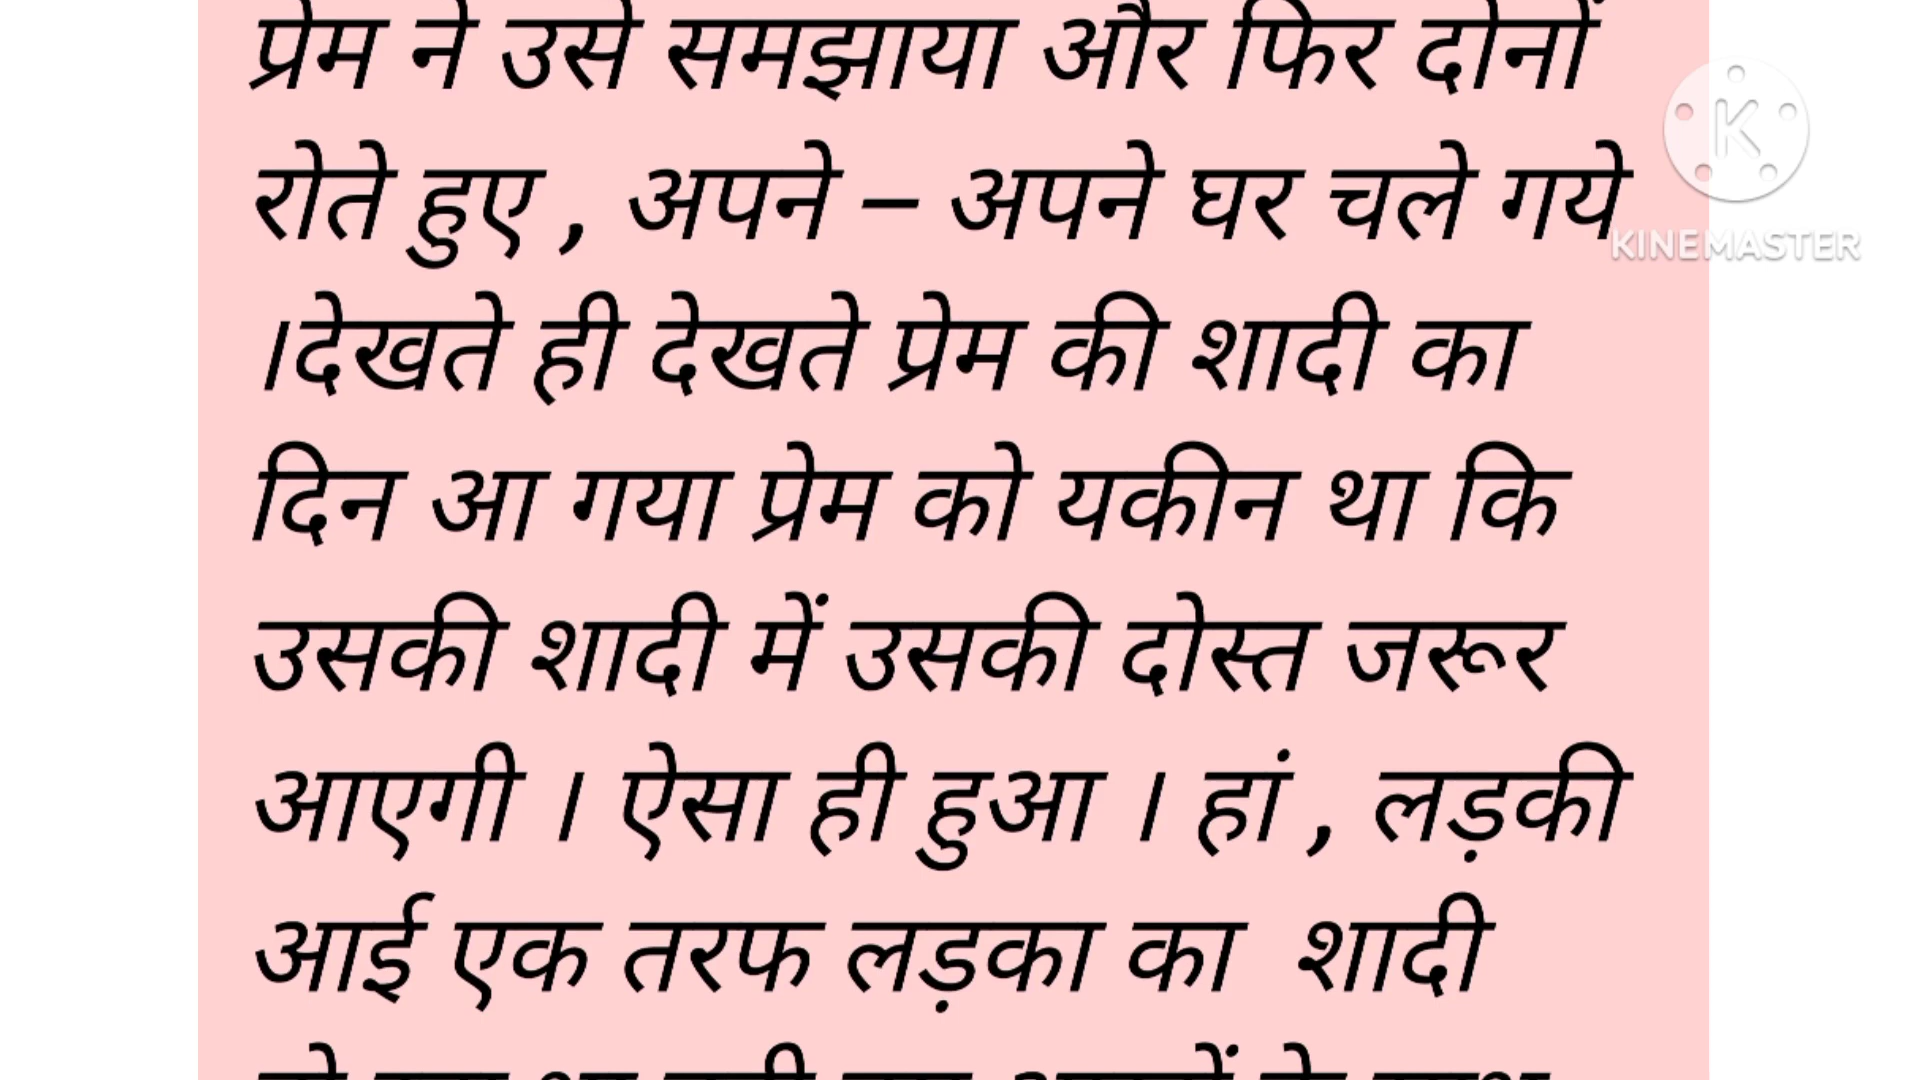 प्रेम ने उसे समझाया और फिर दोनों
रोते हुए , अपने – अपने घर चले गये
।देखते ही देखते प्रेम की शादी का
दिन आ गया प्रेम को यकीन था कि
उसकी शादी में उसकी दोस्त जरूर
आएगी । ऐसा ही हुआ । हां , लड़की
आई एक तरफ लड़का का शादी
K
KINEMASTER